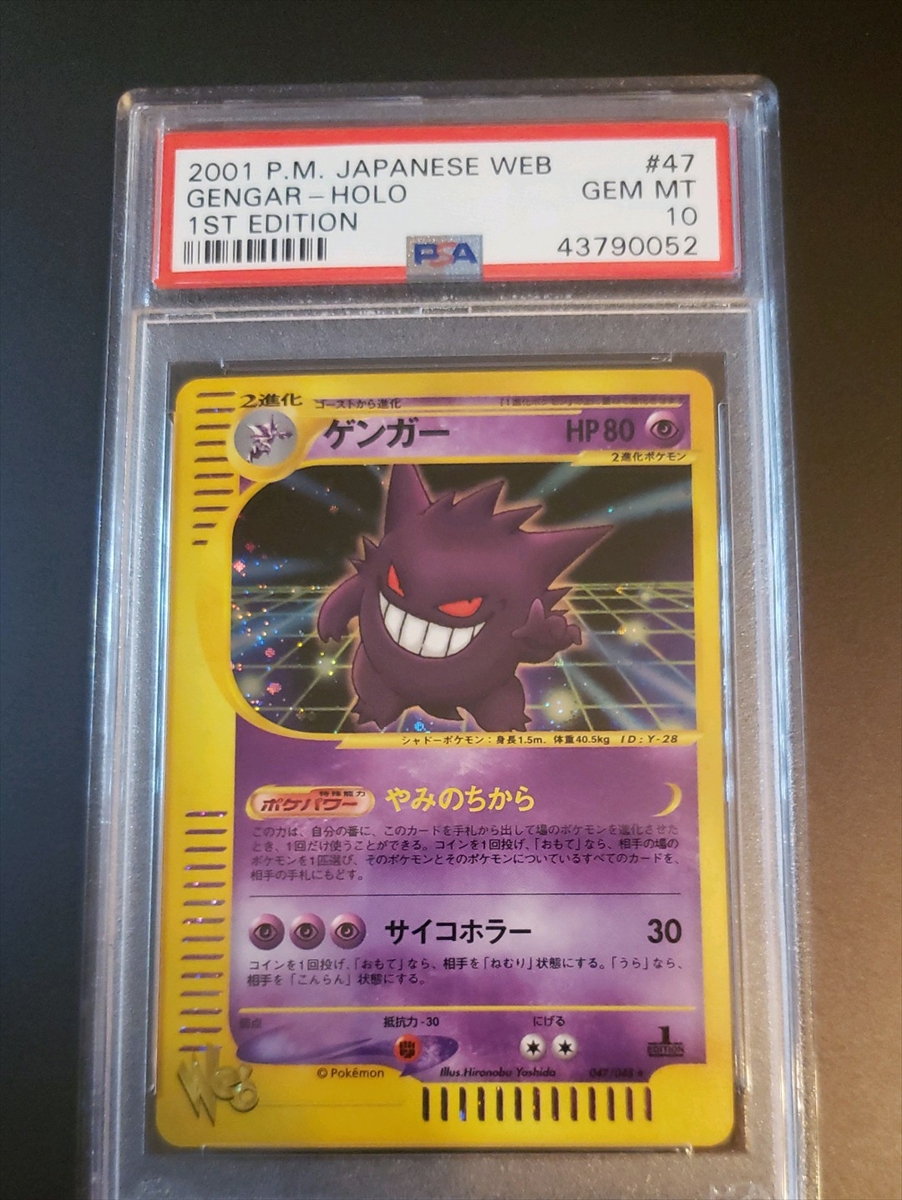 2001 P.M. JAPANESE WEB #47
GENGAR - HOLO GEM MT
1ST EDITION 10
43790052
PSA
2進化 ゴーストから進化
ゲンガー HP80
2進化ポケモン
シャドーポケモン：身長1.5m、体重40.5kg ID：Y-28
特殊能力
ポケパワー やみのちから
この力は、自分の番に、このカードを手札から出して場のポケモンを進化させた
とき、1回だけ使うことができる。コインを1回投げ、「おもて」なら、相手の場の
ポケモンを1匹選び、そのポケモンとそのポケモンについているすべてのカードを、
相手の手札にもどす。
サイコホラー 30
コインを1回投げ、「おもて」なら、相手を「ねむり」状態にする。「うら」なら、
相手を「こんらん」状態にする。
弱点 抵抗力-30 にげる
1
EDITION
Web
©Pokémon Illus.Hironobu Yoshida 047/048 ★